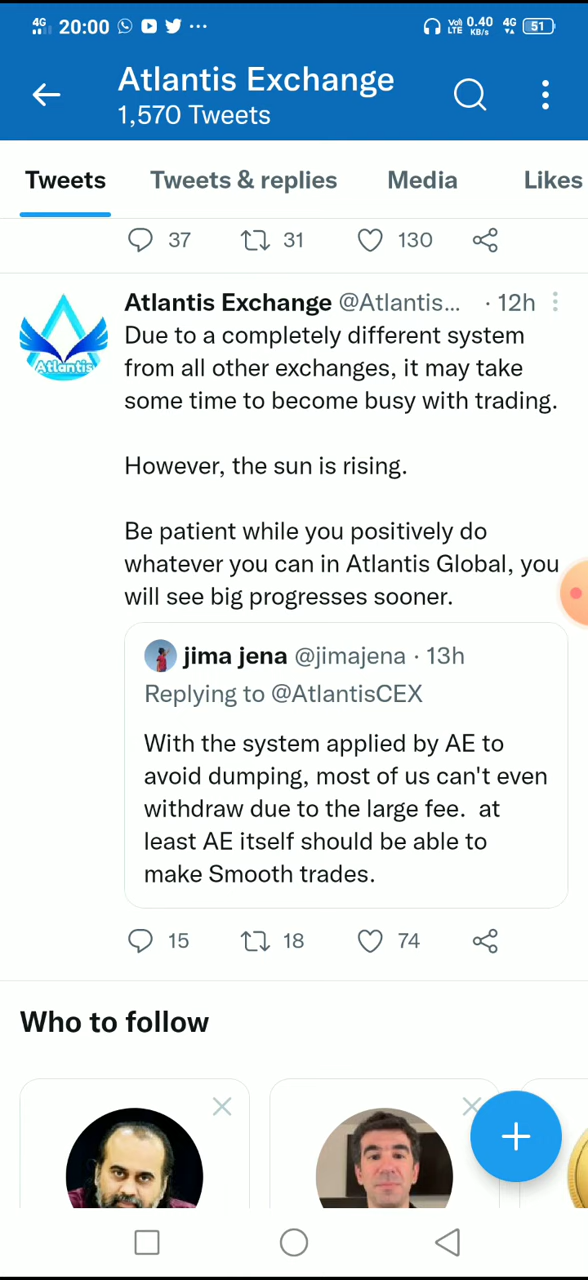 4G 20:00 ... Vo) LTE 0.40 KB/s 4G 51
Atlantis Exchange
1,570 Tweets
Tweets Tweets & replies Media Likes
37 31 130
Atlantis Exchange @Atlantis... · 12h
Atlantis
Due to a completely different system
from all other exchanges, it may take
some time to become busy with trading.
However, the sun is rising.
Be patient while you positively do
whatever you can in Atlantis Global, you
will see big progresses sooner.
jima jena @jimajena · 13h
Replying to @AtlantisCEX
With the system applied by AE to
avoid dumping, most of us can't even
withdraw due to the large fee. at
least AE itself should be able to
make Smooth trades.
15 18 74
Who to follow